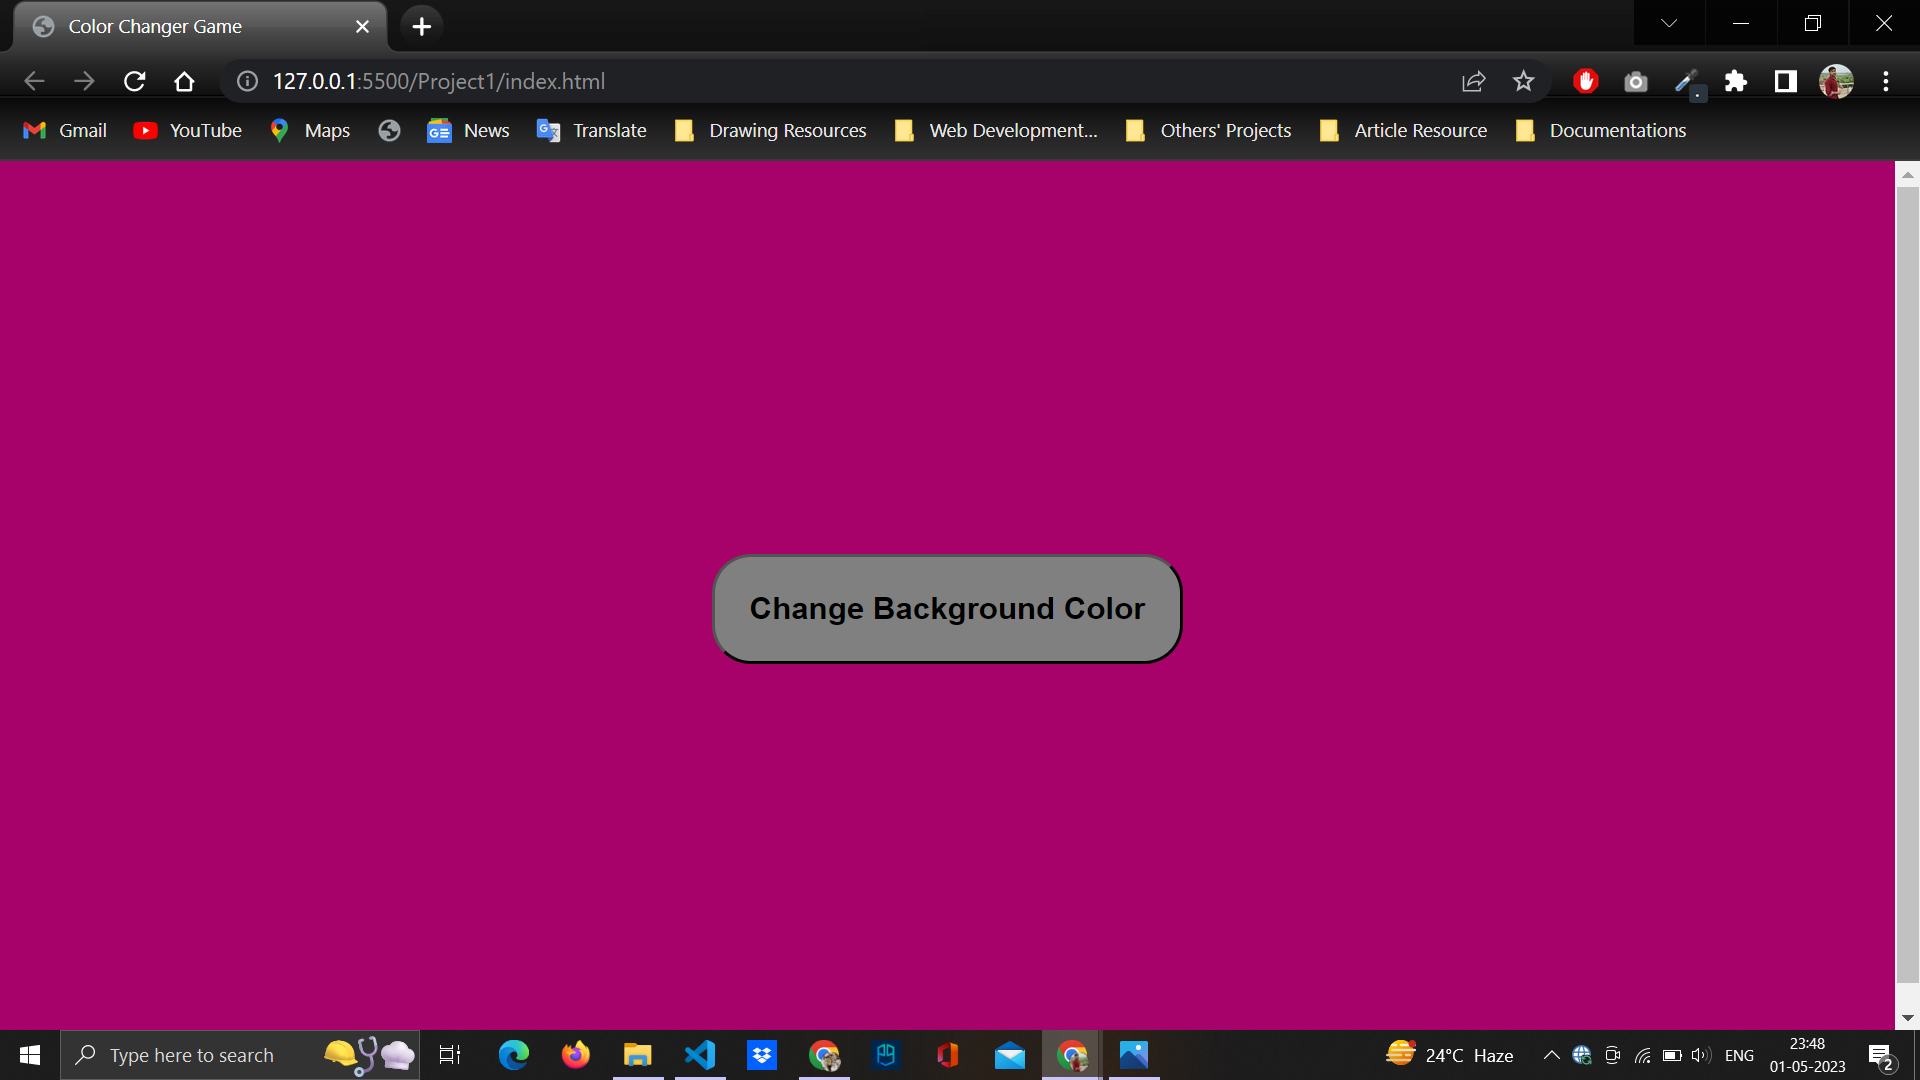 Color Changer Game
127.0.0.1:5500/Project1/index.html
Gmail YouTube Maps News Translate Drawing Resources Web Development... Others' Projects Article Resource Documentations
Change Background Color
Type here to search 24°C Haze ENG 23:48
01-05-2023 2